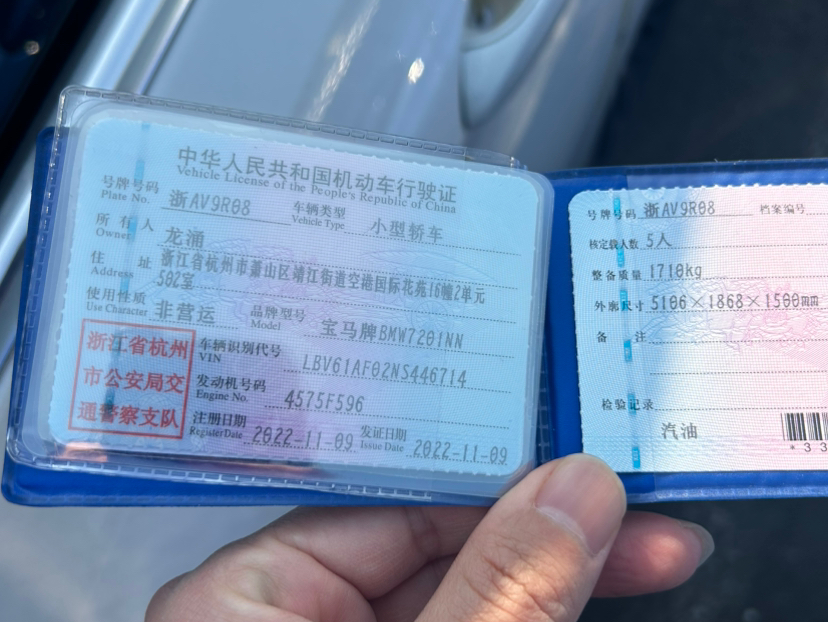 中华人民共和国机动车行驶证
Vehicle License of the People's Republic of China
号牌号码 浙AV9R08 车辆类型 小型轿车
Plate No. Vehicle Type
所有人 龙涌
Owner
住址 浙江省杭州市萧山区靖江街道空港国际花苑16幢2单元
Address 502室
使用性质 非营运 品牌型号 宝马牌BMW7201NN
Use Character Model
浙江省杭州
市公安局交
通警察支队
车辆识别代号 LBV61AF02NS446714
VIN
发动机号码 4575F596
Engine No.
注册日期 2022-11-09 发证日期 2022-11-09
Register Date Issue Date
号牌号码 浙AV9R08 档案编号
核定载人数 5人
整备质量 1710kg
外廓尺寸 5106×1868×1500mm
备注
检验记录
汽油
*33